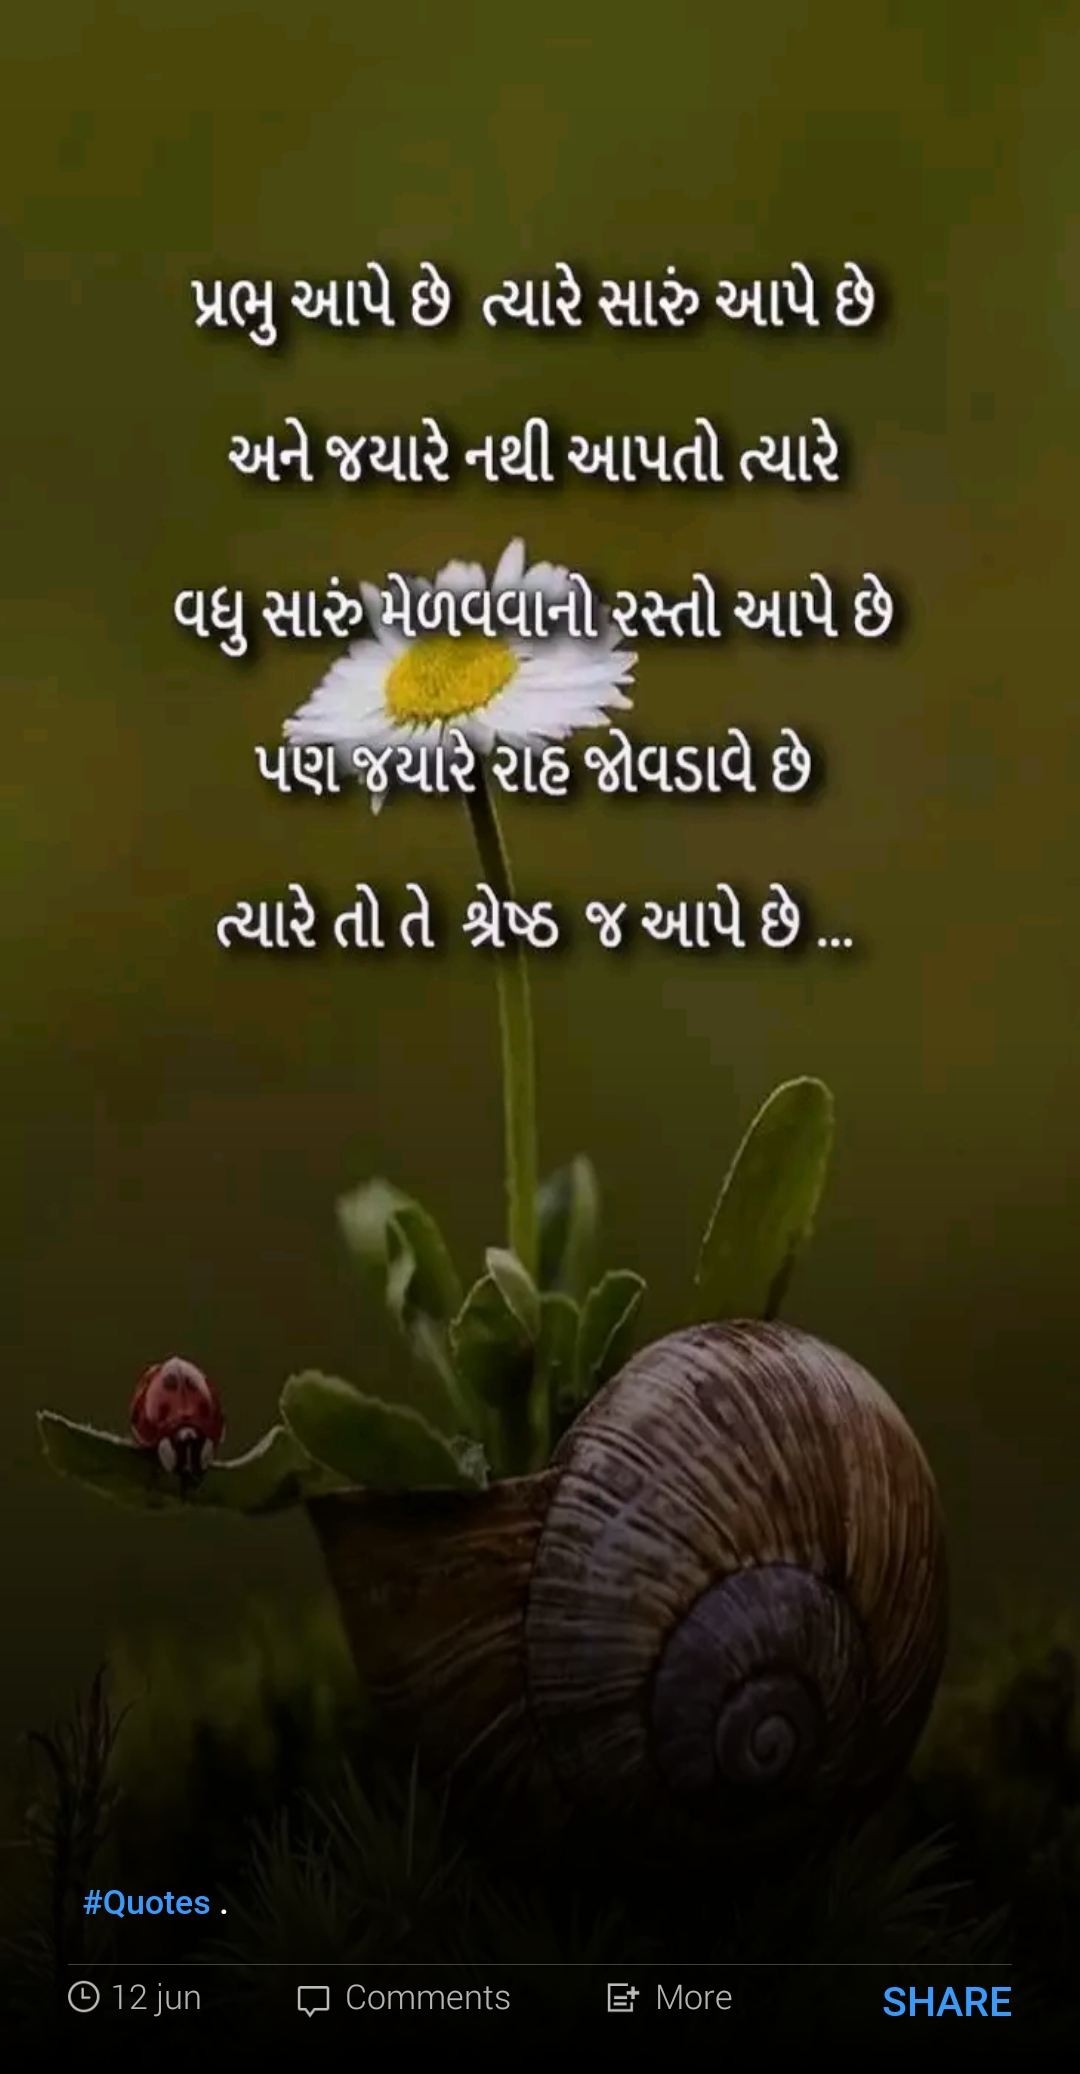 પ્રભુ આપે છે ત્યારે સારું આપે છે
અને જયારે નથી આપતો ત્યારે
વધુ સારું મેળવવાનો રસ્તો આપે છે
પણ જયારે રાહ જોવડાવે છે
ત્યારે તો તે શ્રેષ્ઠ જ આપે છે ...
#Quotes .
12 jun Comments More SHARE